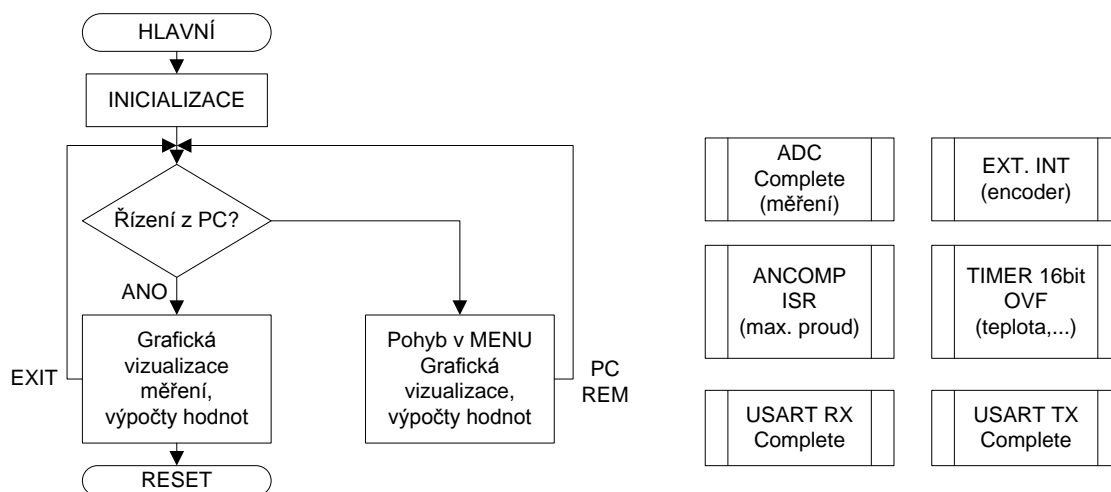 HLAVNÍ
INICIALIZACE
Řízení z PC?
ANO
Grafická
vizualizace
měření,
výpočty hodnot
EXIT
RESET
Pohyb v MENU
Grafická
vizualizace,
výpočty hodnot
PC
REM
ADC
Complete
(měření)
EXT. INT
(encoder)
ANCOMP
ISR
(max. proud)
TIMER 16bit
OVF
(teplota,...)
USART RX
Complete
USART TX
Complete